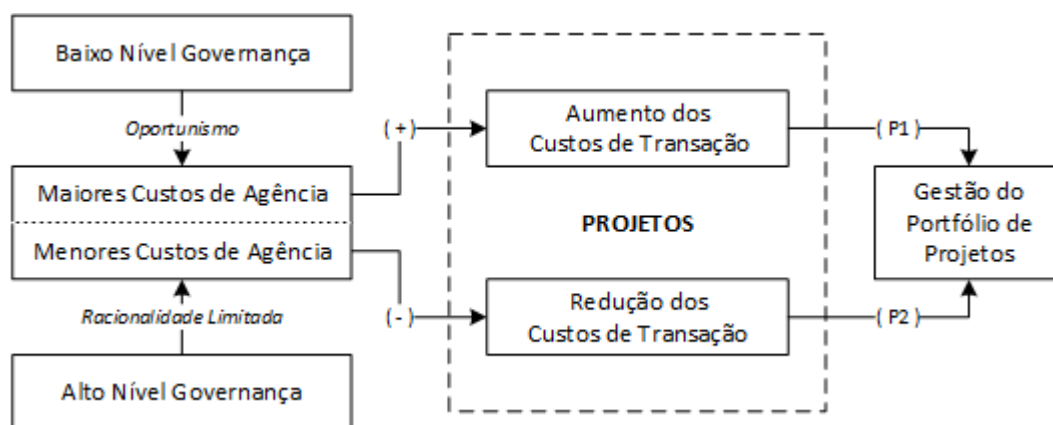 Baixo Nível Governança
Oportunismo
Maiores Custos de Agência
Menores Custos de Agência
Racionalidade Limitada
Alto Nível Governança
( + )
( - )
Aumento dos
Custos de Transação
PROJETOS
Redução dos
Custos de Transação
( P1 )
( P2 )
Gestão do
Portfólio de
Projetos